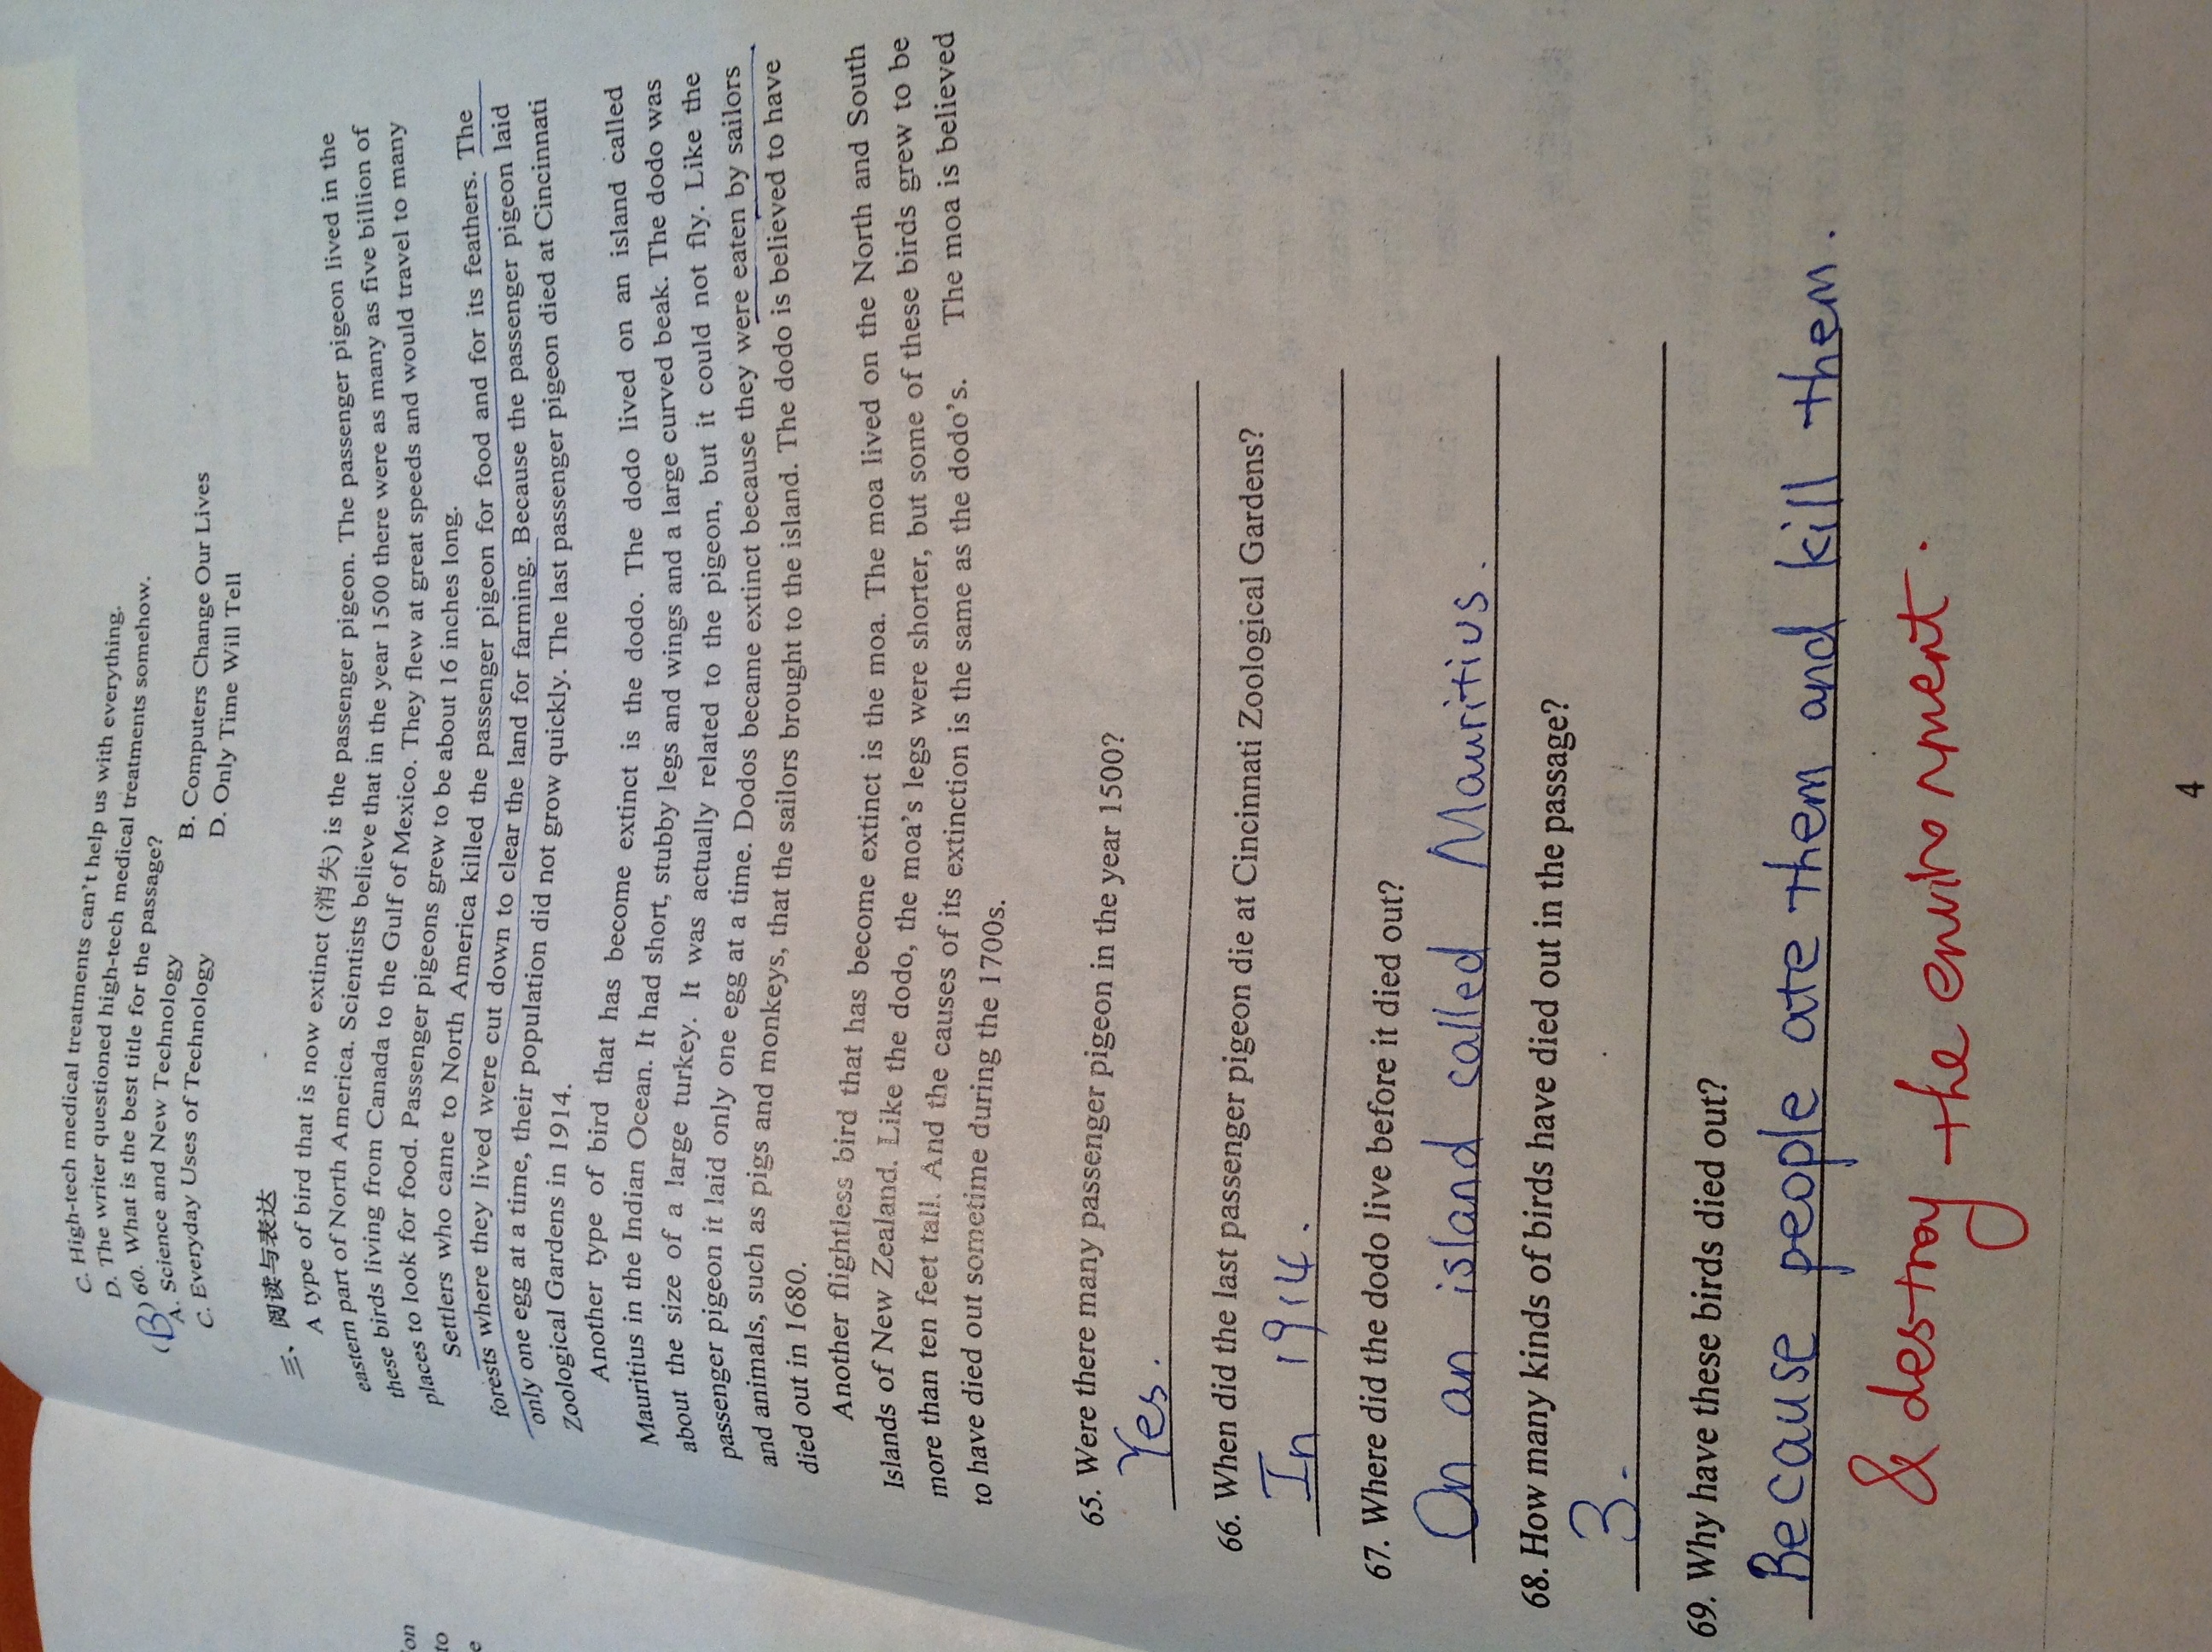 C. High-tech medical treatments can't help us with everything.
D. The writer questioned high-tech medical treatments somehow.
(B) 60. What is the best title for the passage?
A. Science and New Technology B. Computers Change Our Lives
C. Everyday Uses of Technology D. Only Time Will Tell
三、阅读与表达
A type of bird that is now extinct (消失) is the passenger pigeon. The passenger pigeon lived in the
eastern part of North America. Scientists believe that in the year 1500 there were as many as five billion of
these birds living from Canada to the Gulf of Mexico. They flew at great speeds and would travel to many
places to look for food. Passenger pigeons grew to be about 16 inches long.
Settlers who came to North America killed the passenger pigeon for food and for its feathers. The
forests where they lived were cut down to clear the land for farming. Because the passenger pigeon laid
only one egg at a time, their population did not grow quickly. The last passenger pigeon died at Cincinnati
Zoological Gardens in 1914.
Another type of bird that has become extinct is the dodo. The dodo lived on an island called
Mauritius in the Indian Ocean. It had short, stubby legs and wings and a large curved beak. The dodo was
about the size of a large turkey. It was actually related to the pigeon, but it could not fly. Like the
passenger pigeon it laid only one egg at a time. Dodos became extinct because they were eaten by sailors
and animals, such as pigs and monkeys, that the sailors brought to the island. The dodo is believed to have
died out in 1680.
Another flightless bird that has become extinct is the moa. The moa lived on the North and South
Islands of New Zealand. Like the dodo, the moa's legs were shorter, but some of these birds grew to be
more than ten feet tall. And the causes of its extinction is the same as the dodo's. The moa is believed
to have died out sometime during the 1700s.
65. Were there many passenger pigeon in the year 1500?
Yes.
66. When did the last passenger pigeon die at Cincinnati Zoological Gardens?
In 1914.
67. Where did the dodo live before it died out?
On an island called Mauritius.
68. How many kinds of birds have died out in the passage?
3.
69. Why have these birds died out?
Because people ate them and kill them.
& destroy the environment.
4
on
to
e